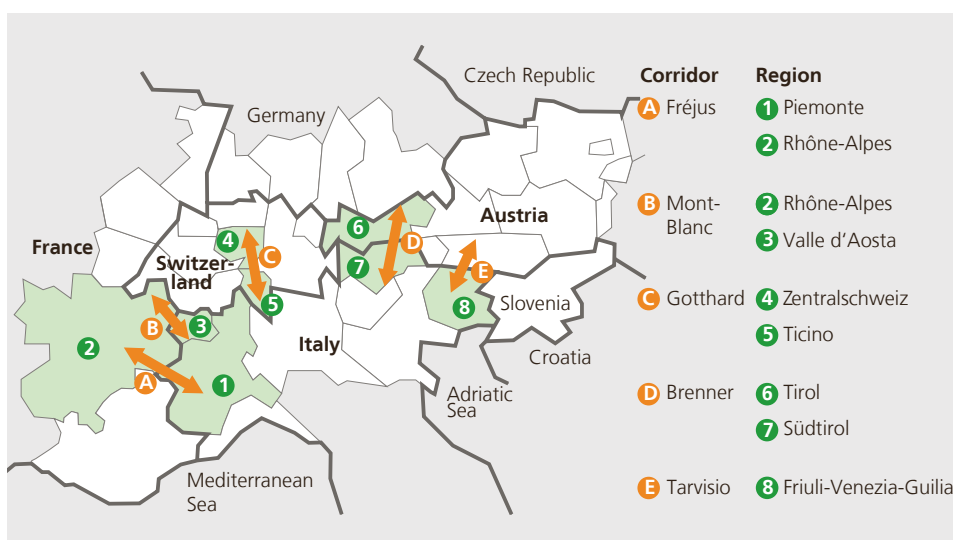 Czech Republic
Germany
Austria
France
Switzer-
land
Slovenia
Italy
Croatia
Adriatic
Sea
Mediterranean
Sea
6
4
D
C
7
E
5
8
3
B
2
A
1
Corridor Region
A Fréjus 1 Piemonte
2 Rhône-Alpes
B Mont-
Blanc
2 Rhône-Alpes
3 Valle d'Aosta
C Gotthard 4 Zentralschweiz
5 Ticino
D Brenner 6 Tirol
7 Südtirol
E Tarvisio 8 Friuli-Venezia-Guilia